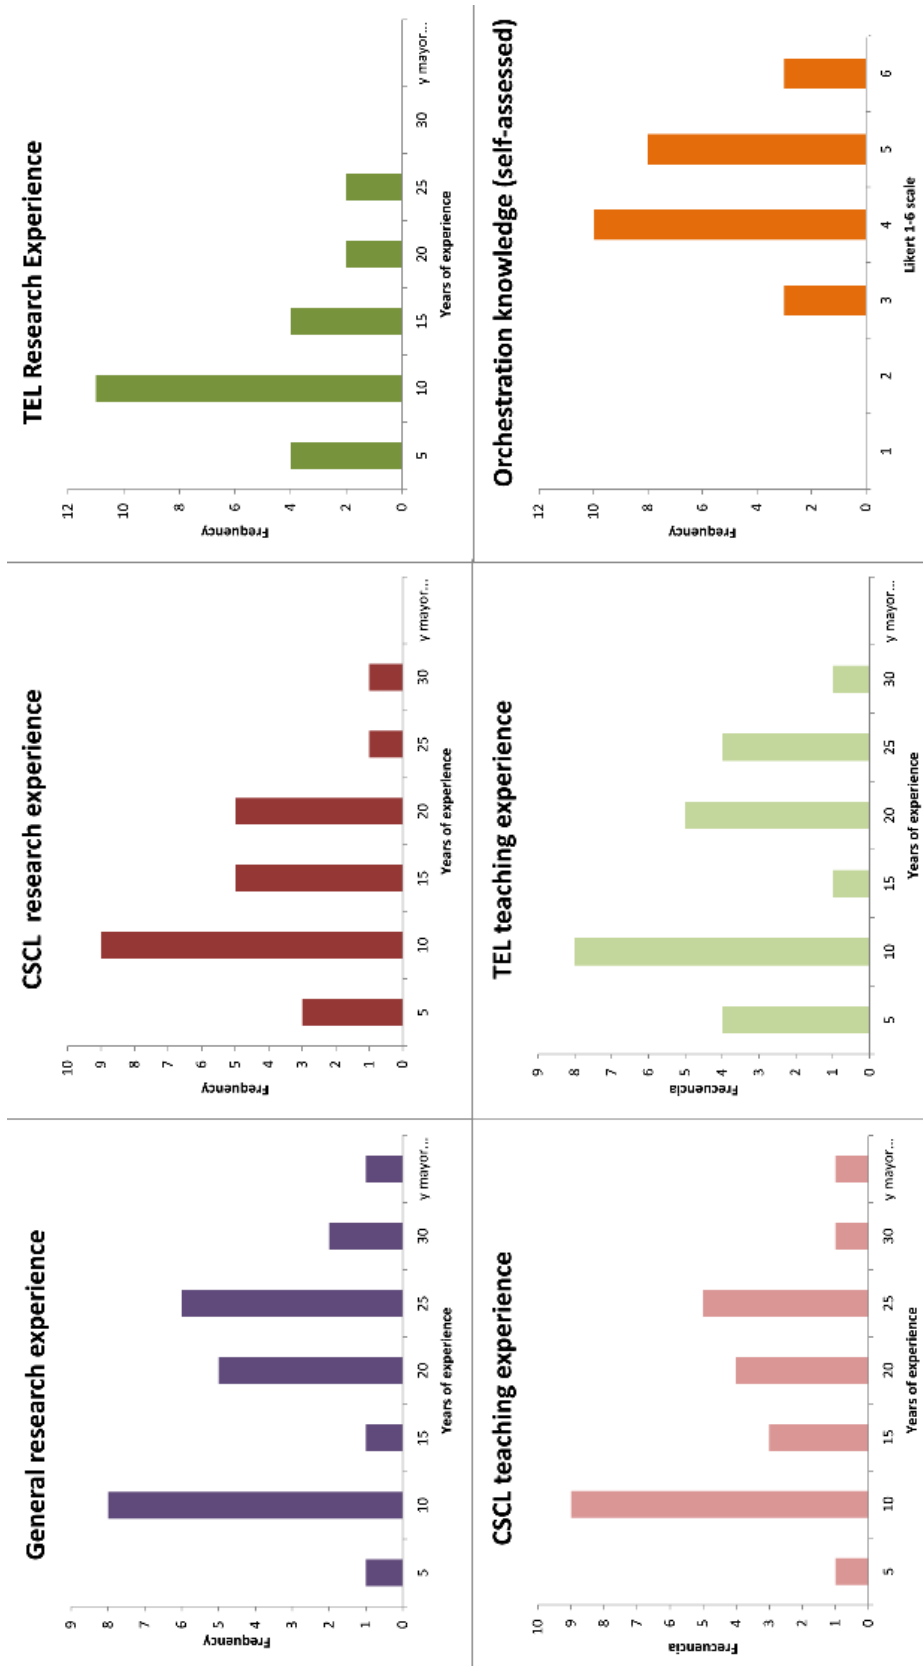 General research experience
9
8
7
6
5
4
3
2
1
0
Frequency
5 10 15 20 25 30 y mayor...
Years of experience
CSCL research experience
10
9
8
7
6
5
4
3
2
1
0
Frequency
5 10 15 20 25 30 y mayor...
Years of experience
TEL Research Experience
12
10
8
6
4
2
0
Frequency
5 10 15 20 25 30 y mayor...
Years of experience
CSCL teaching experience
10
9
8
7
6
5
4
3
2
1
0
Frecuencia
5 10 15 20 25 30 y mayor...
Years of experience
TEL teaching experience
9
8
7
6
5
4
3
2
1
0
Frecuencia
5 10 15 20 25 30 y mayor...
Years of experience
Orchestration knowledge (self-assessed)
12
10
8
6
4
2
0
Frequency
1 2 3 4 5 6
Likert 1-6 scale